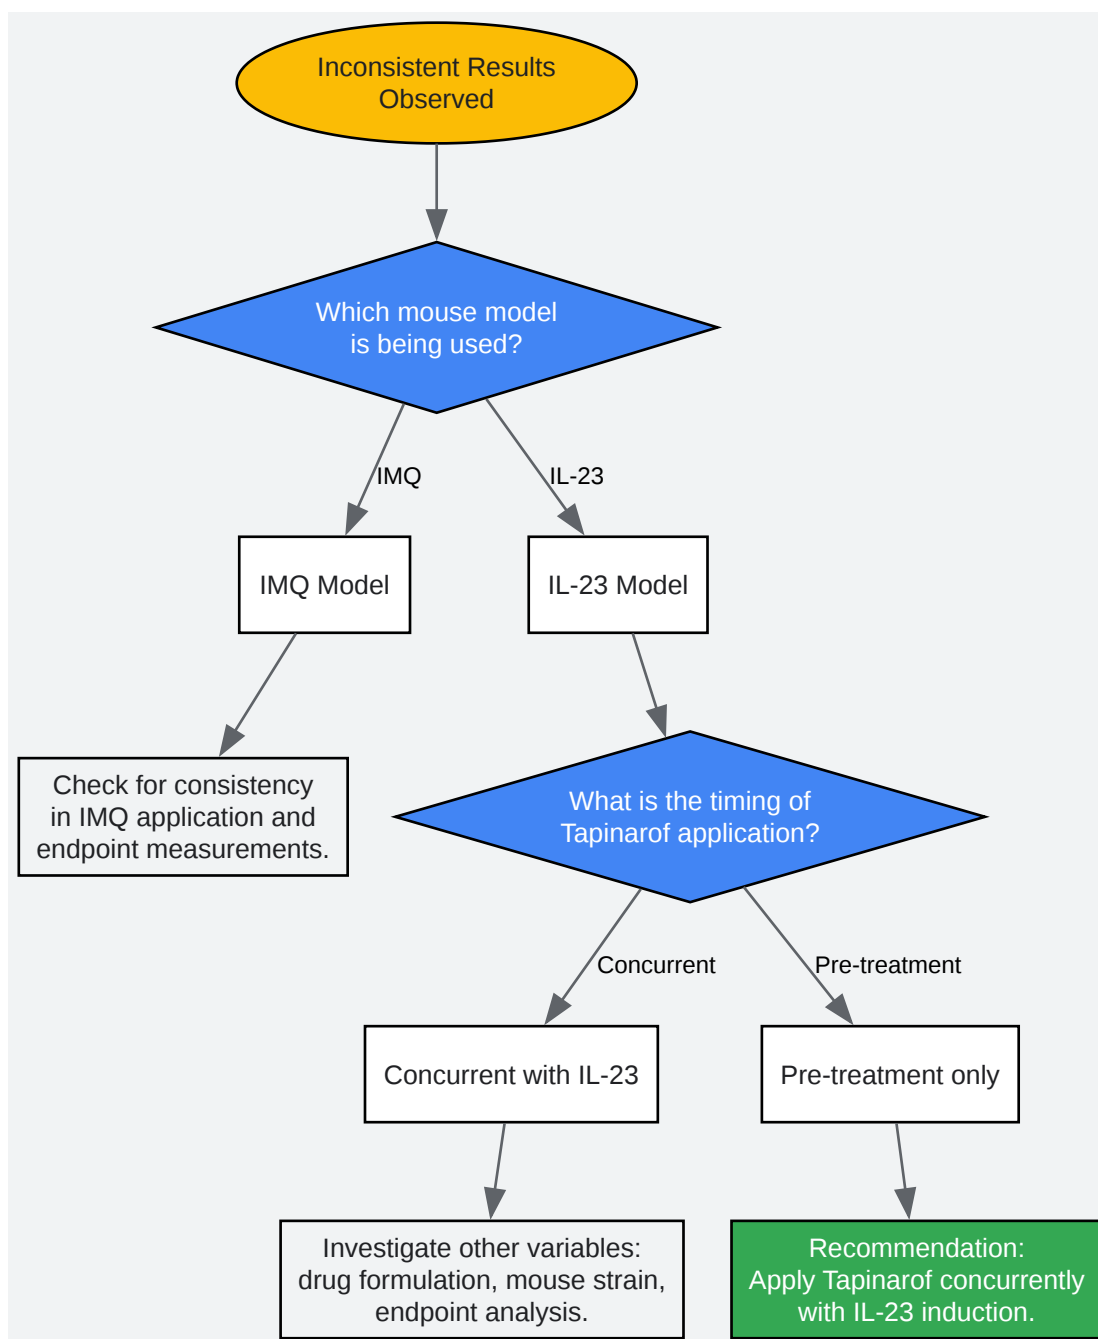 Inconsistent Results
Observed
Which mouse model
is being used?
IMQ
IL-23
IMQ Model
IL-23 Model
Check for consistency
in IMQ application and
endpoint measurements.
What is the timing of
Tapinarof application?
Concurrent
Pre-treatment
Concurrent with IL-23
Pre-treatment only
Investigate other variables:
drug formulation, mouse strain,
endpoint analysis.
Recommendation:
Apply Tapinarof concurrently
with IL-23 induction.